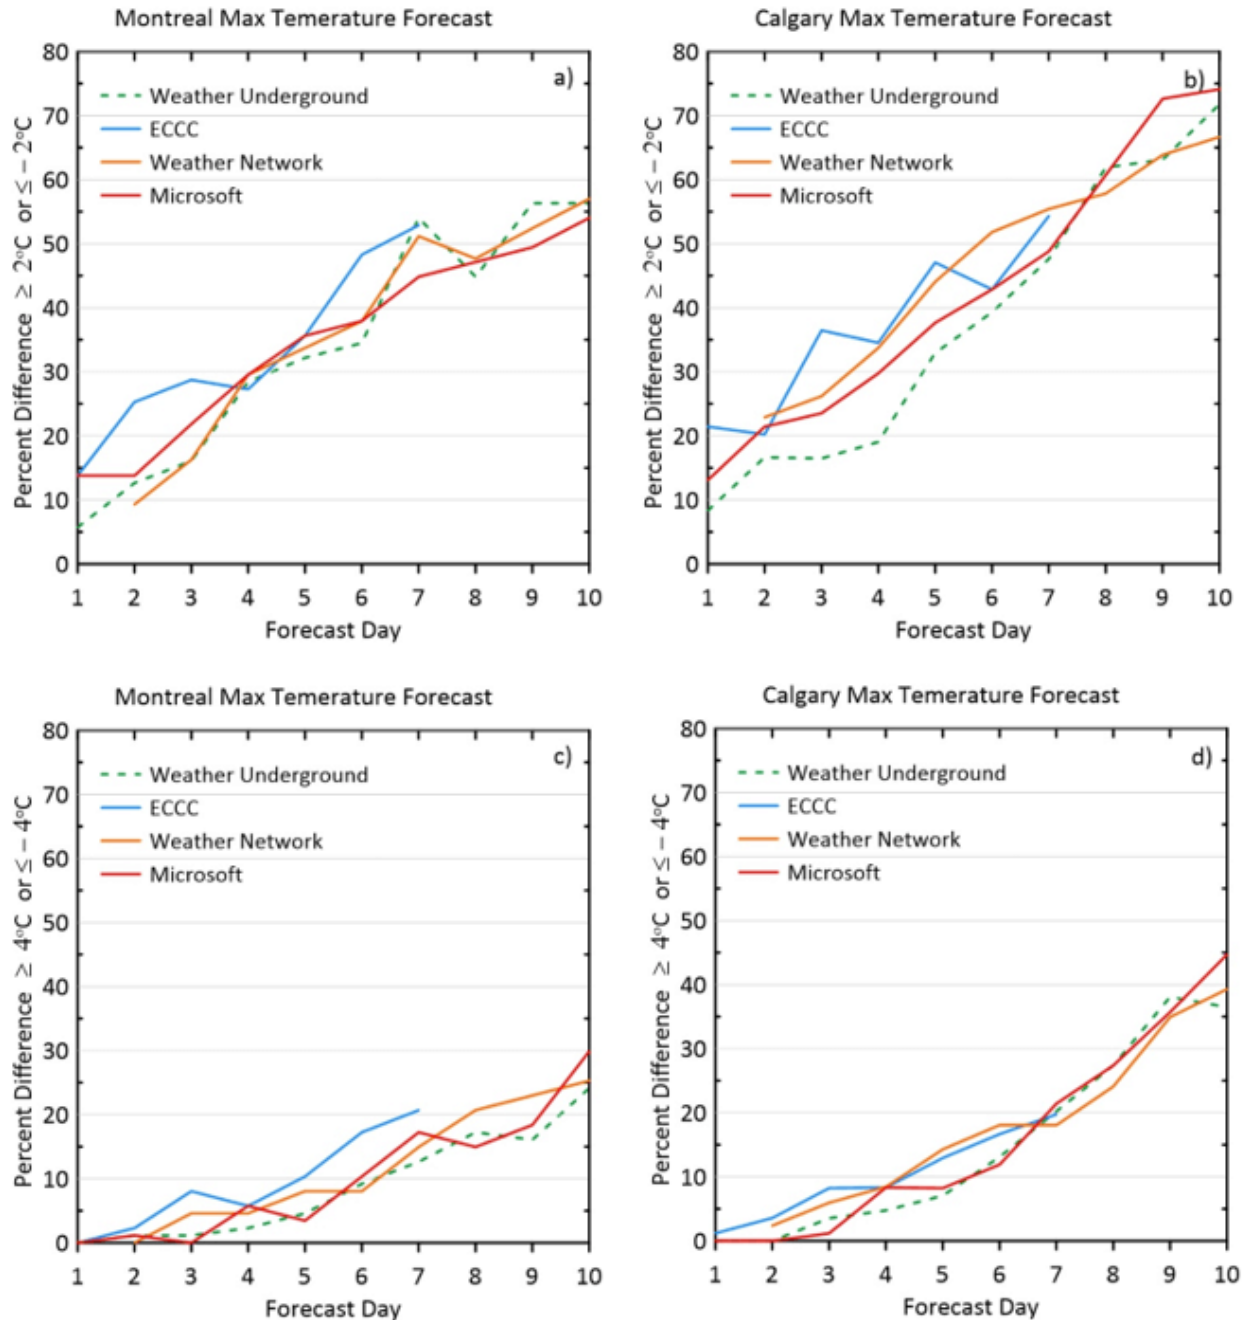 Montreal Max Temerature Forecast
a)
Weather Underground
ECCC
Weather Network
Microsoft
Percent Difference ≥ 2°C or ≤ − 2°C
80
70
60
50
40
30
20
10
0
1 2 3 4 5 6 7 8 9 10
Forecast Day
Calgary Max Temerature Forecast
b)
Weather Underground
ECCC
Weather Network
Microsoft
Percent Difference ≥ 2°C or ≤ − 2°C
80
70
60
50
40
30
20
10
0
1 2 3 4 5 6 7 8 9 10
Forecast Day
Montreal Max Temerature Forecast
c)
Weather Underground
ECCC
Weather Network
Microsoft
Percent Difference ≥ 4°C or ≤ − 4°C
80
70
60
50
40
30
20
10
0
1 2 3 4 5 6 7 8 9 10
Forecast Day
Calgary Max Temerature Forecast
d)
Weather Underground
ECCC
Weather Network
Microsoft
Percent Difference ≥ 4°C or ≤ − 4°C
80
70
60
50
40
30
20
10
0
1 2 3 4 5 6 7 8 9 10
Forecast Day